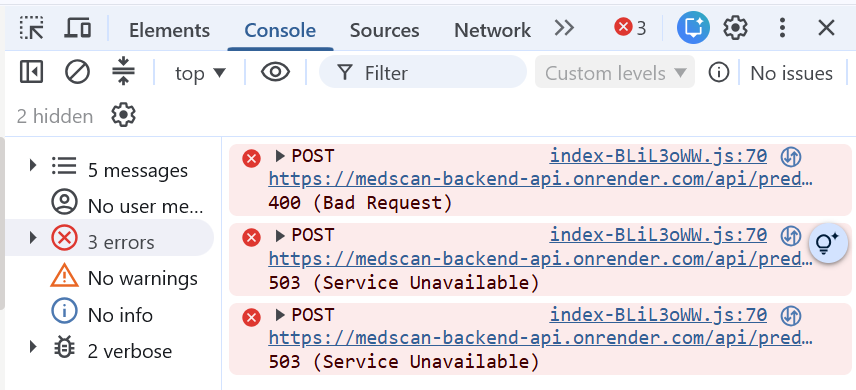 Elements Console Sources Network 3
top Filter Custom levels No issues
2 hidden
5 messages
No user me...
3 errors
No warnings
No info
2 verbose
POST index-BLiL3oWW.js:70
https://medscan-backend-api.onrender.com/api/pred…
400 (Bad Request)
POST index-BLiL3oWW.js:70
https://medscan-backend-api.onrender.com/api/pred…
503 (Service Unavailable)
POST index-BLiL3oWW.js:70
https://medscan-backend-api.onrender.com/api/pred…
503 (Service Unavailable)